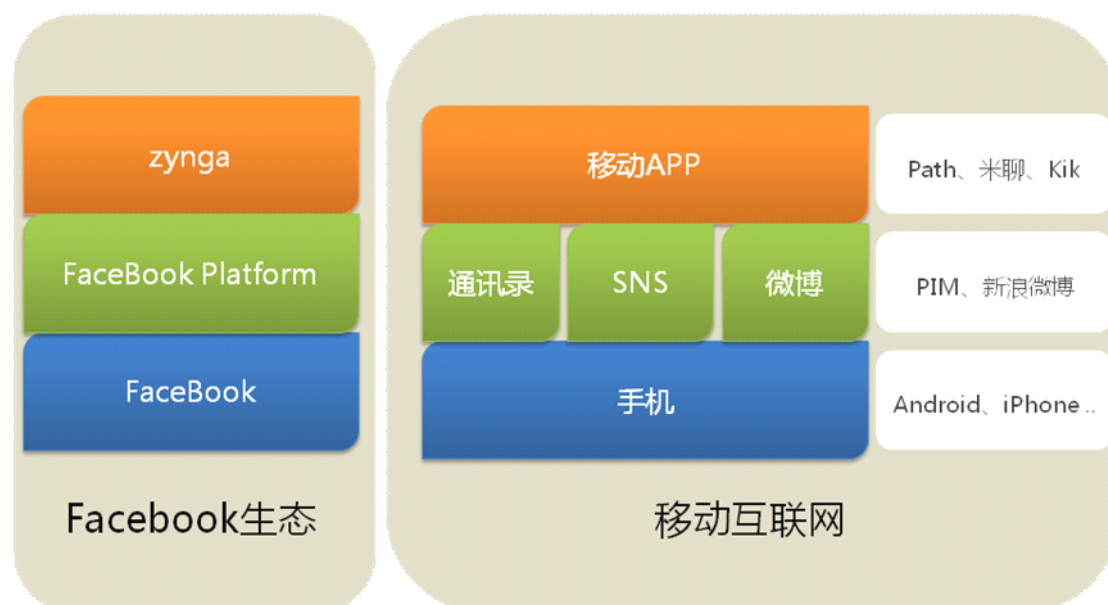 zynga
FaceBook Platform
FaceBook
Facebook生态
移动APP
Path、米聊、Kik
通讯录
SNS
微博
PIM、新浪微博
手机
Android、iPhone ..
移动互联网